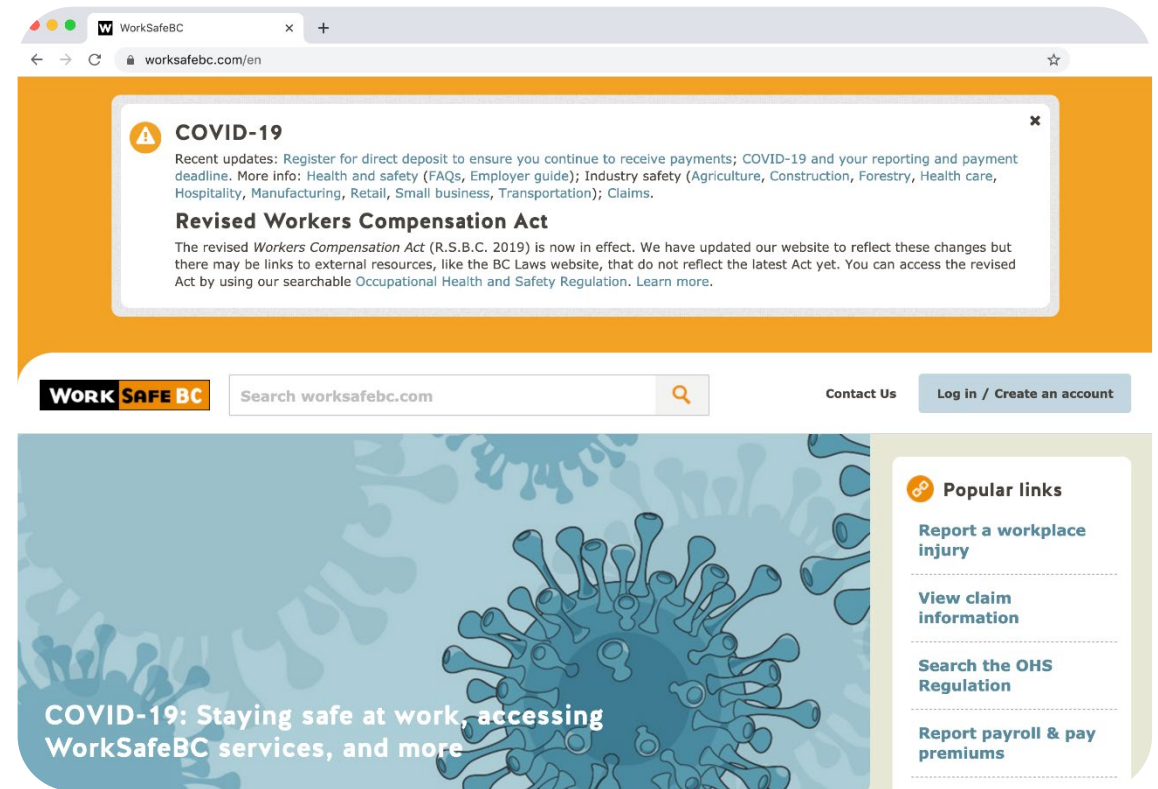 W WorkSafeBC
worksafebc.com/en
COVID-19
Recent updates: Register for direct deposit to ensure you continue to receive payments; COVID-19 and your reporting and payment
deadline. More info: Health and safety (FAQs, Employer guide); Industry safety (Agriculture, Construction, Forestry, Health care,
Hospitality, Manufacturing, Retail, Small business, Transportation); Claims.
Revised Workers Compensation Act
The revised Workers Compensation Act (R.S.B.C. 2019) is now in effect. We have updated our website to reflect these changes but
there may be links to external resources, like the BC Laws website, that do not reflect the latest Act yet. You can access the revised
Act by using our searchable Occupational Health and Safety Regulation. Learn more.
WORK SAFE BC
Search worksafebc.com
Contact Us
Log in / Create an account
COVID-19: Staying safe at work, accessing
WorkSafeBC services, and more
Popular links
Report a workplace
injury
View claim
information
Search the OHS
Regulation
Report payroll & pay
premiums